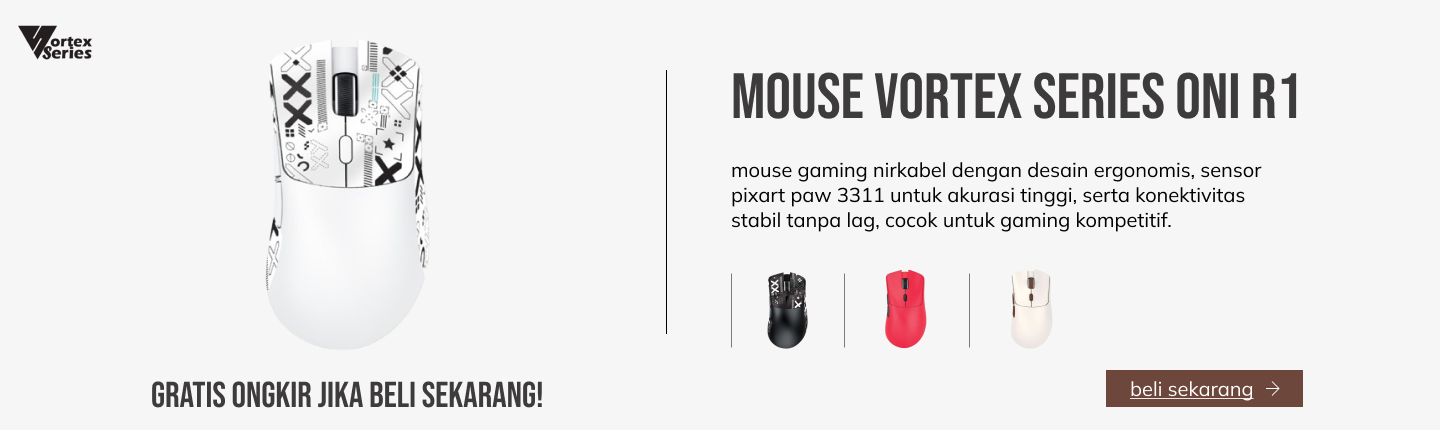 Vortex
Series
MOUSE VORTEX SERIES ONI R1
mouse gaming nirkabel dengan desain ergonomis, sensor
pixart paw 3311 untuk akurasi tinggi, serta konektivitas
stabil tanpa lag, cocok untuk gaming kompetitif.
GRATIS ONGKIR JIKA BELI SEKARANG!
beli sekarang →